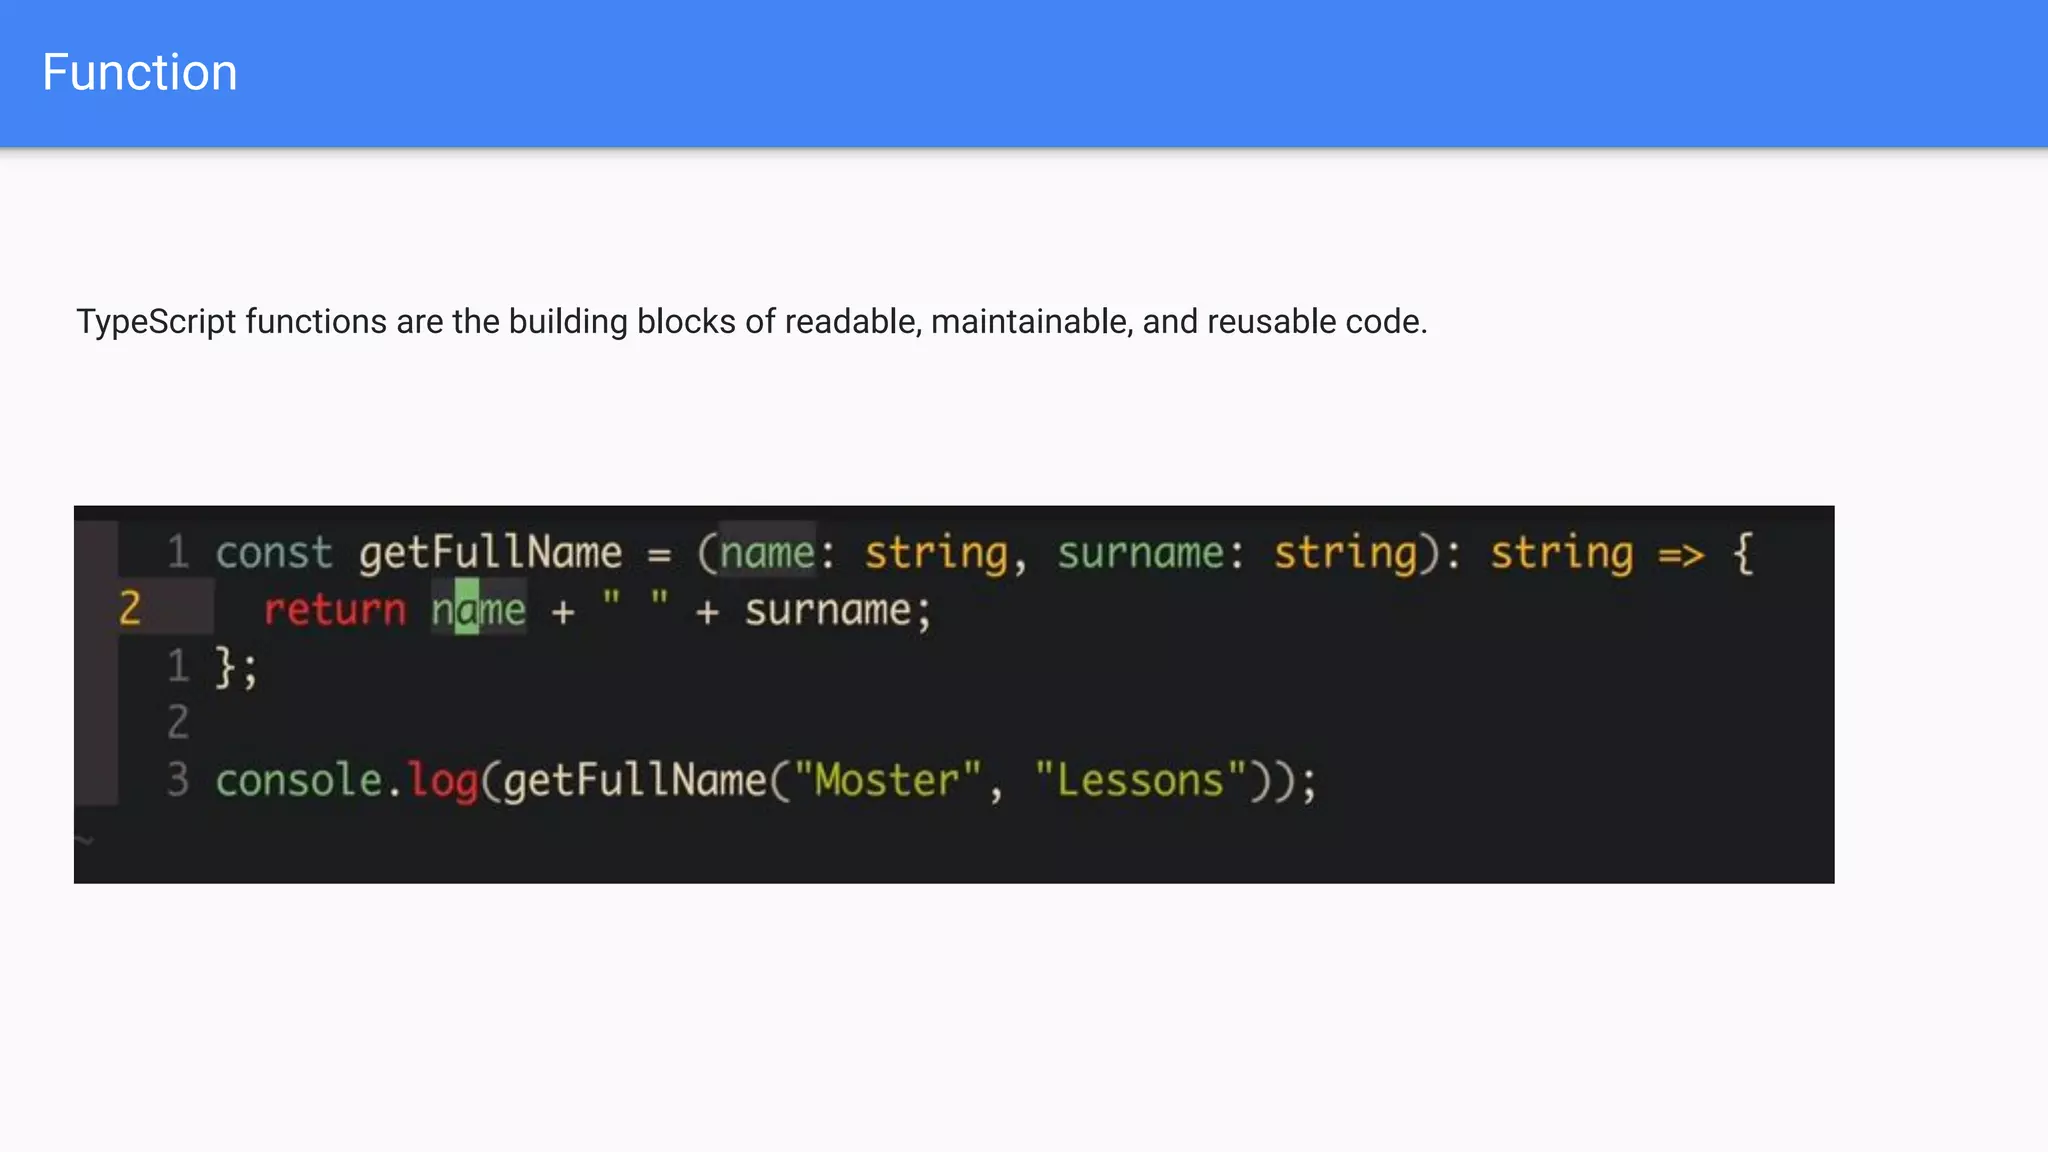 Function
TypeScript functions are the building blocks of readable, maintainable, and reusable code.
1 const getFullName = (name: string, surname: string): string => {
2 return name + " " + surname;
1 };
2
3 console.log(getFullName("Moster", "Lessons"));
~